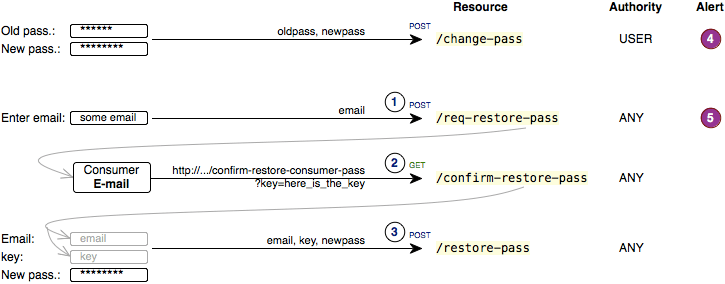 Resource Authority Alert
Old pass.: ******
New pass.: ********
oldpass, newpass POST /change-pass USER 4
Enter email: some email email 1 POST /req-restore-pass ANY 5
Consumer
E-mail
http://.../confirm-restore-consumer-pass
?key=here_is_the_key
2 GET /confirm-restore-pass ANY
Email: email
key: key
New pass.: ********
email, key, newpass 3 POST /restore-pass ANY